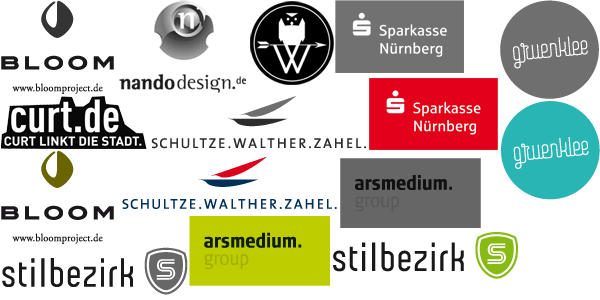 BLOOM
www.bloomproject.de
n
nandodesign.de
W
Sparkasse
Nürnberg
gruenklee
curt.de
CURT LINKT DIE STADT.
SCHULTZE.WALTHER.ZAHEL.
Sparkasse
Nürnberg
gruenklee
BLOOM
www.bloomproject.de
SCHULTZE.WALTHER.ZAHEL.
arsmedium.
group
stilbezirk S
arsmedium.
group
stilbezirk S